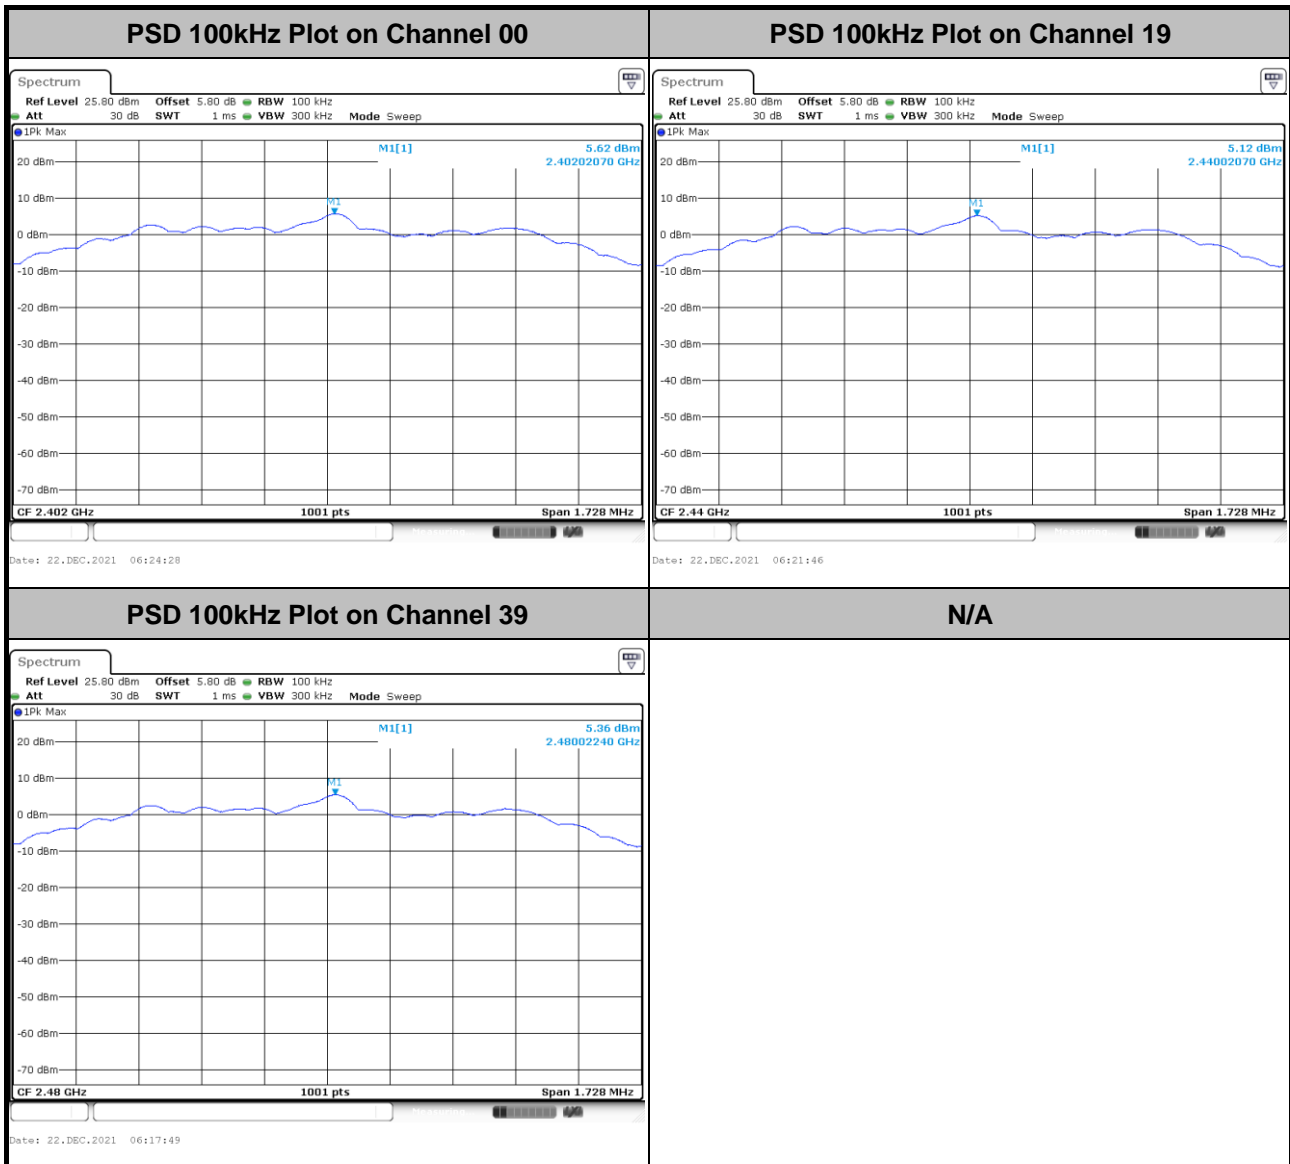 PSD 100kHz Plot on Channel 00
PSD 100kHz Plot on Channel 19
Spectrum
Ref Level 25.80 dBm Offset 5.80 dB RBW 100 kHz
Att 30 dB SWT 1 ms VBW 300 kHz Mode Sweep
1Pk Max
M1[1] 5.62 dBm
2.40202070 GHz
20 dBm
10 dBm
M1
0 dBm
-10 dBm
-20 dBm
-30 dBm
-40 dBm
-50 dBm
-60 dBm
-70 dBm
CF 2.402 GHz 1001 pts Span 1.728 MHz
Measuring...
Date: 22.DEC.2021 06:24:28
Spectrum
Ref Level 25.80 dBm Offset 5.80 dB RBW 100 kHz
Att 30 dB SWT 1 ms VBW 300 kHz Mode Sweep
1Pk Max
M1[1] 5.12 dBm
2.44002070 GHz
20 dBm
10 dBm
M1
0 dBm
-10 dBm
-20 dBm
-30 dBm
-40 dBm
-50 dBm
-60 dBm
-70 dBm
CF 2.44 GHz 1001 pts Span 1.728 MHz
Measuring...
Date: 22.DEC.2021 06:21:46
PSD 100kHz Plot on Channel 39
N/A
Spectrum
Ref Level 25.80 dBm Offset 5.80 dB RBW 100 kHz
Att 30 dB SWT 1 ms VBW 300 kHz Mode Sweep
1Pk Max
M1[1] 5.36 dBm
2.48002240 GHz
20 dBm
10 dBm
M1
0 dBm
-10 dBm
-20 dBm
-30 dBm
-40 dBm
-50 dBm
-60 dBm
-70 dBm
CF 2.48 GHz 1001 pts Span 1.728 MHz
Measuring...
Date: 22.DEC.2021 06:17:49